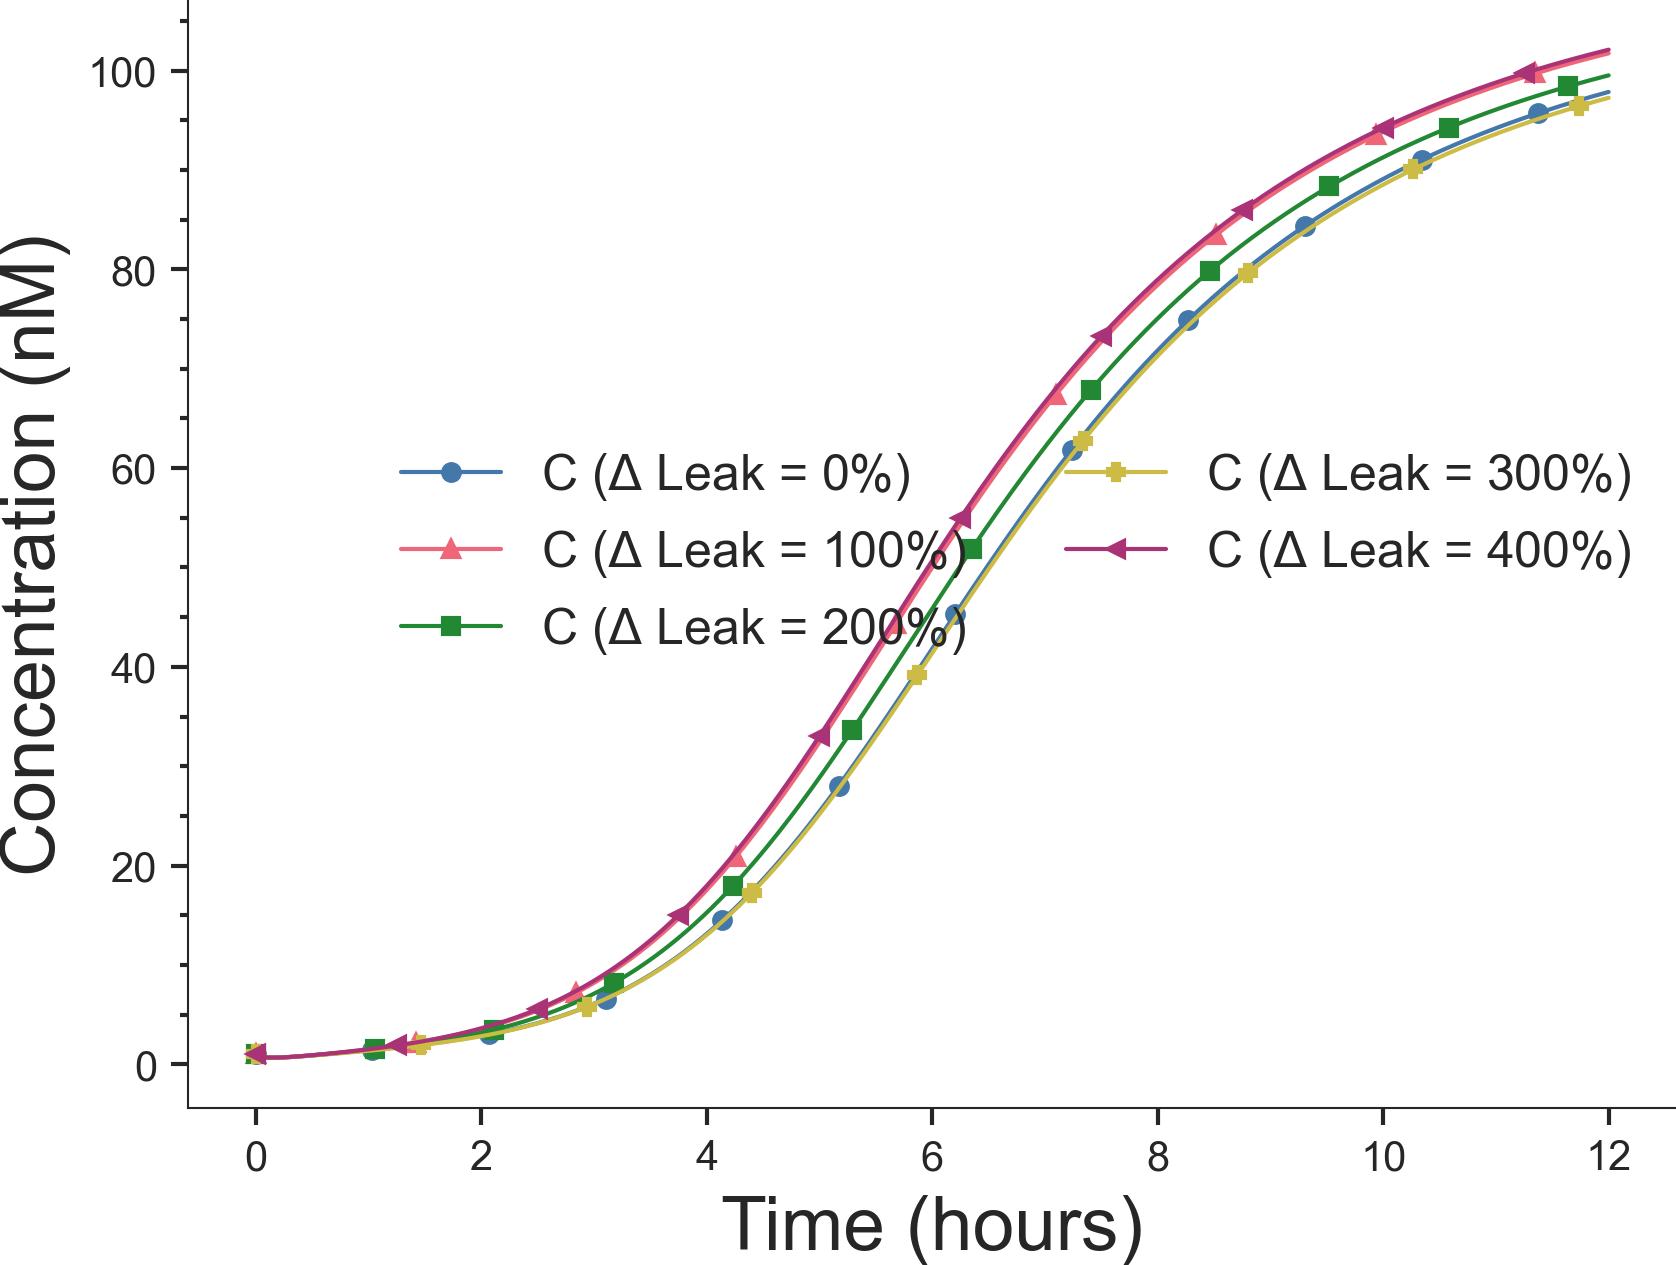 Concentration (nM)
100
80
60
40
20
0
C (Δ Leak = 0%)
C (Δ Leak = 100%)
C (Δ Leak = 200%)
C (Δ Leak = 300%)
C (Δ Leak = 400%)
0 2 4 6 8 10 12
Time (hours)